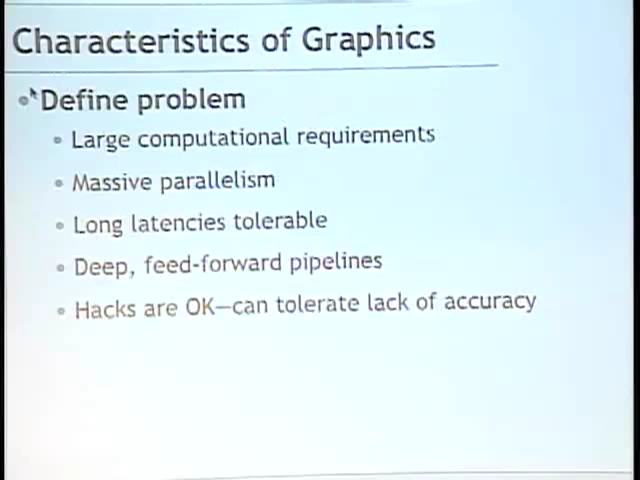 Characteristics of Graphics
Define problem
Large computational requirements
Massive parallelism
Long latencies tolerable
Deep, feed-forward pipelines
Hacks are OK—can tolerate lack of accuracy